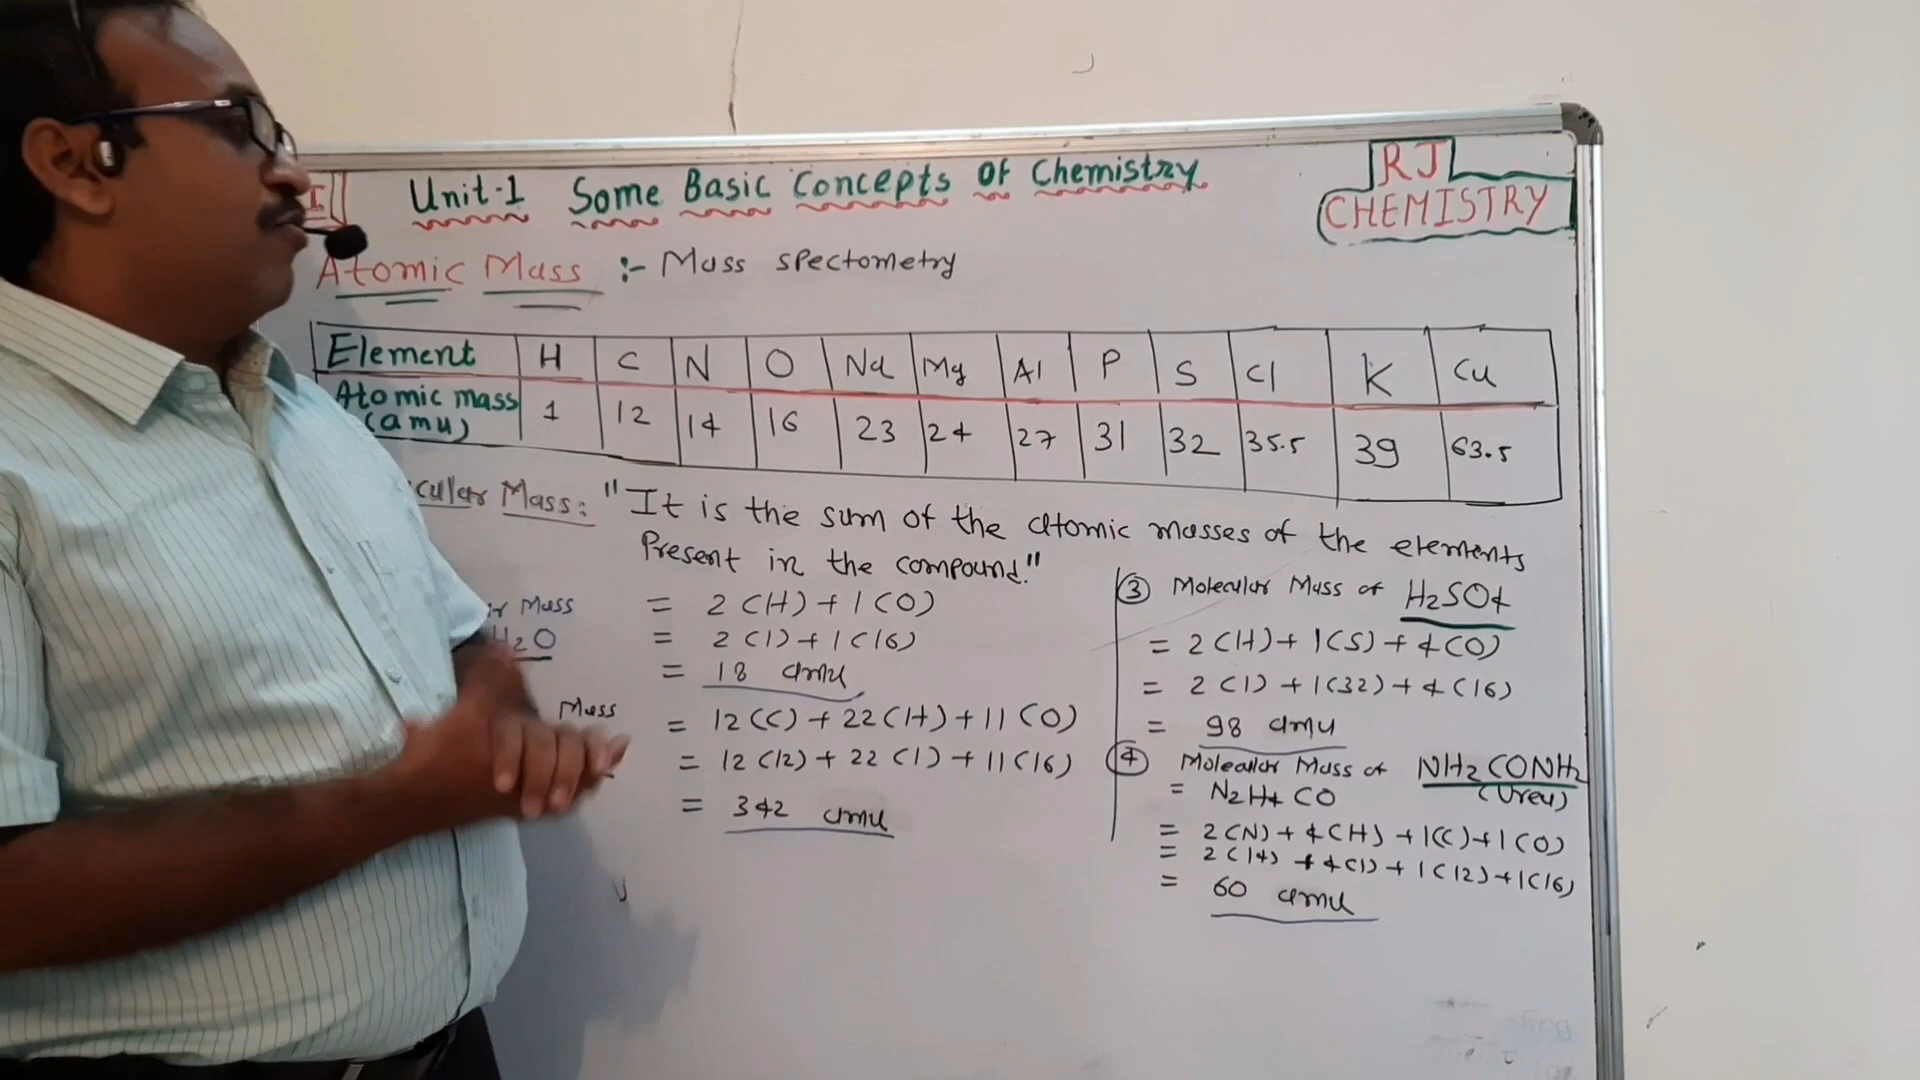 I Unit-1 Some Basic Concepts Of Chemistry
RJ
CHEMISTRY
Atomic Mass :- Mass spectometry
Element H C N O Na Mg Al P S Cl K Cu
Atomic mass (amu) 1 12 14 16 23 24 27 31 32 35.5 39 63.5
cular Mass: "It is the sum of the atomic masses of the elements
Present in the compound."
Mass = 2(H)+1(O)
H2O = 2(1)+1(16)
= 18 amu
Mass = 12(C)+22(H)+11(O)
= 12(12)+22(1)+11(16)
= 342 amu
③ Molecular Mass of H2SO4
= 2(H)+1(S)+4(O)
= 2(1)+1(32)+4(16)
= 98 amu
④ Molecular Mass of NH2CONH2
(Urea)
= N2H4CO
= 2(N)+4(H)+1(C)+1(O)
= 2(14)+4(1)+1(12)+1(16)
= 60 amu